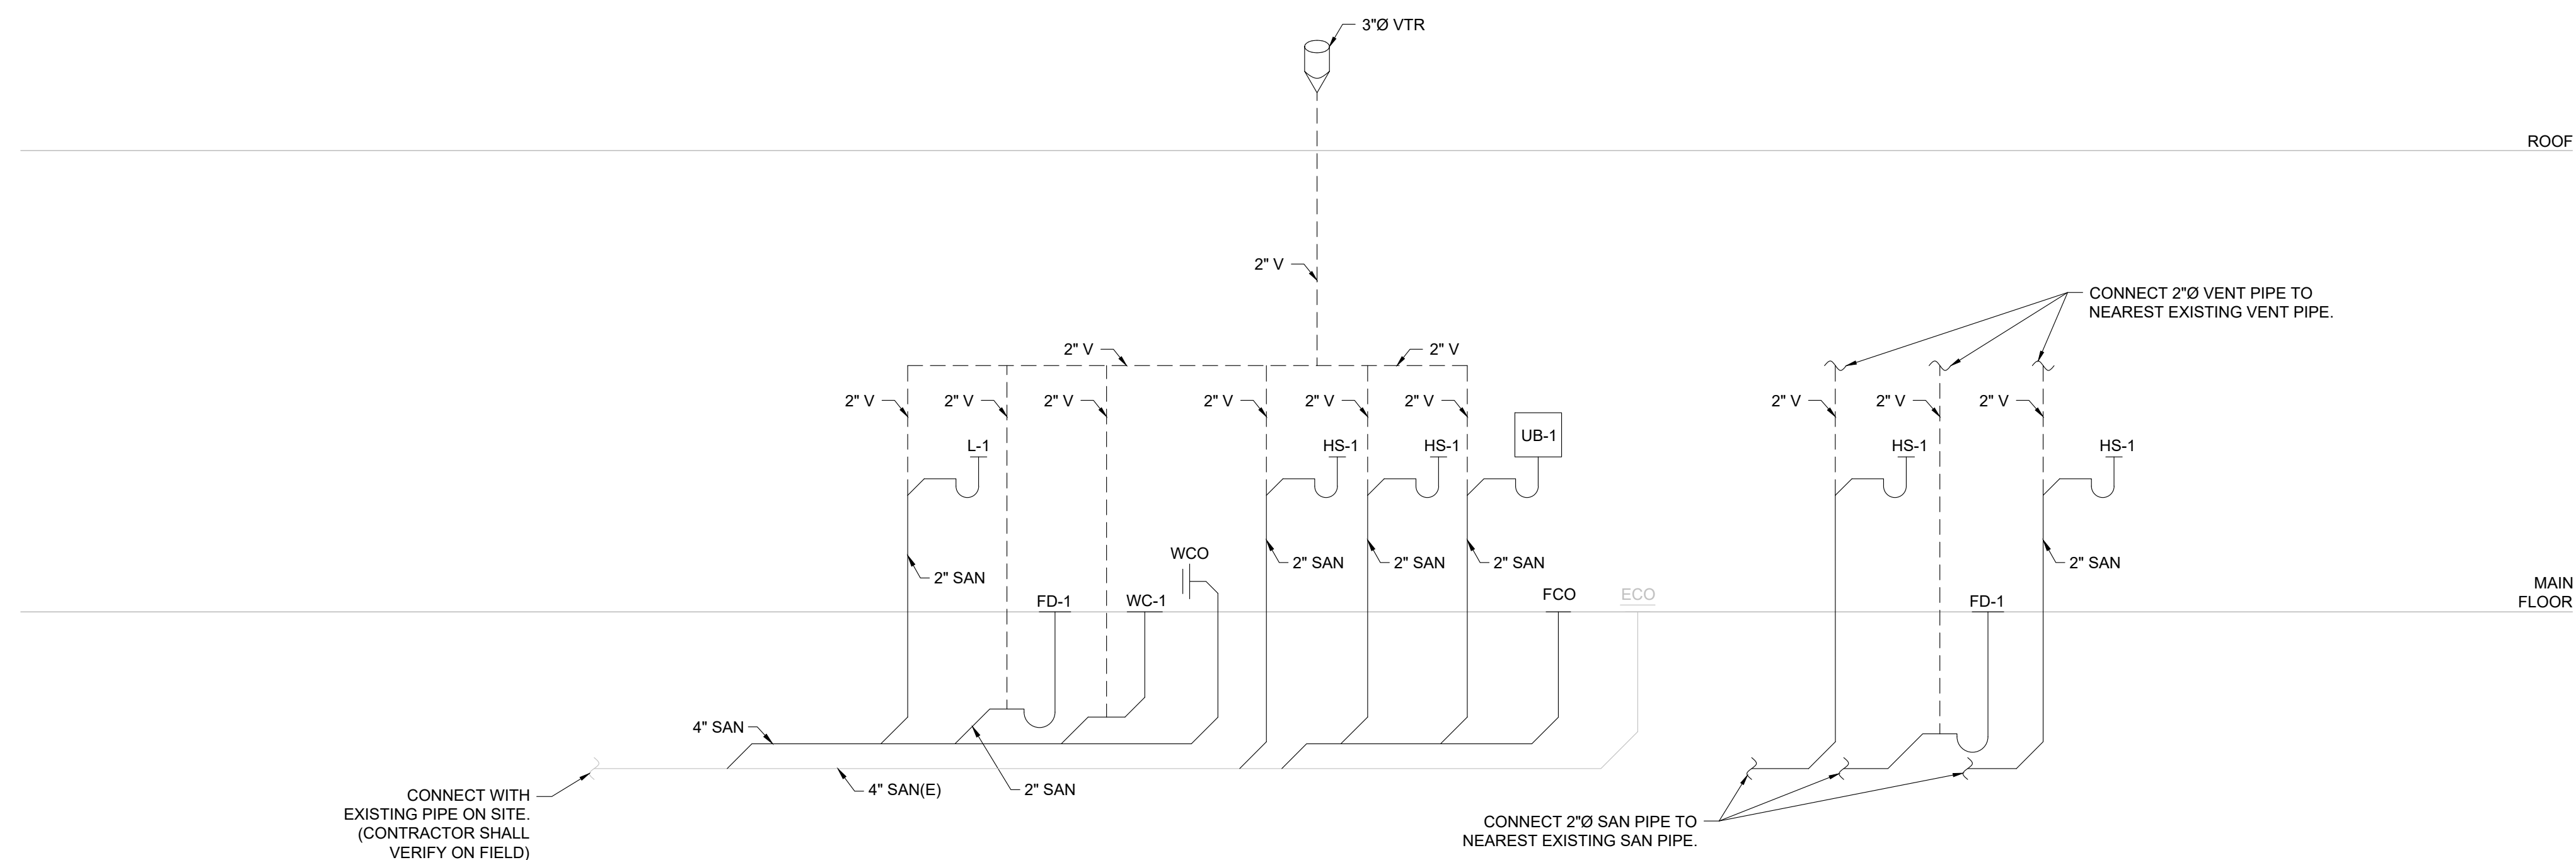 3"Ø VTR
ROOF
2" V
CONNECT 2"Ø VENT PIPE TO
NEAREST EXISTING VENT PIPE.
2" V
2" V
2" V
2" V
2" V
2" V
2" V
2" V
2" V
2" V
2" V
L-1
HS-1
HS-1
UB-1
HS-1
HS-1
WCO
2" SAN
2" SAN
2" SAN
2" SAN
2" SAN
FD-1
WC-1
FCO
ECO
FD-1
MAIN
FLOOR
4" SAN
4" SAN(E)
2" SAN
CONNECT WITH
EXISTING PIPE ON SITE.
(CONTRACTOR SHALL
VERIFY ON FIELD)
CONNECT 2"Ø SAN PIPE TO
NEAREST EXISTING SAN PIPE.